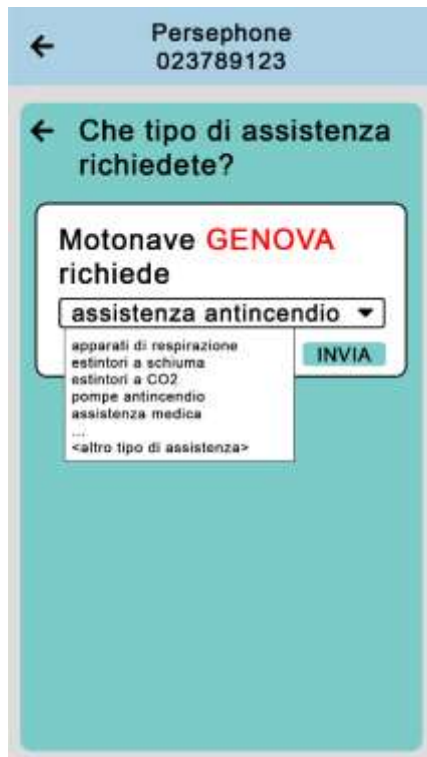 Persephone
023789123
Che tipo di assistenza
richiedete?
Motonave GENOVA
richiede
assistenza antincendio
apparati di respirazione
estintori a schiuma
estintori a CO2
pompe antincendio
assistenza medica
...
<altro tipo di assistenza>
INVIA